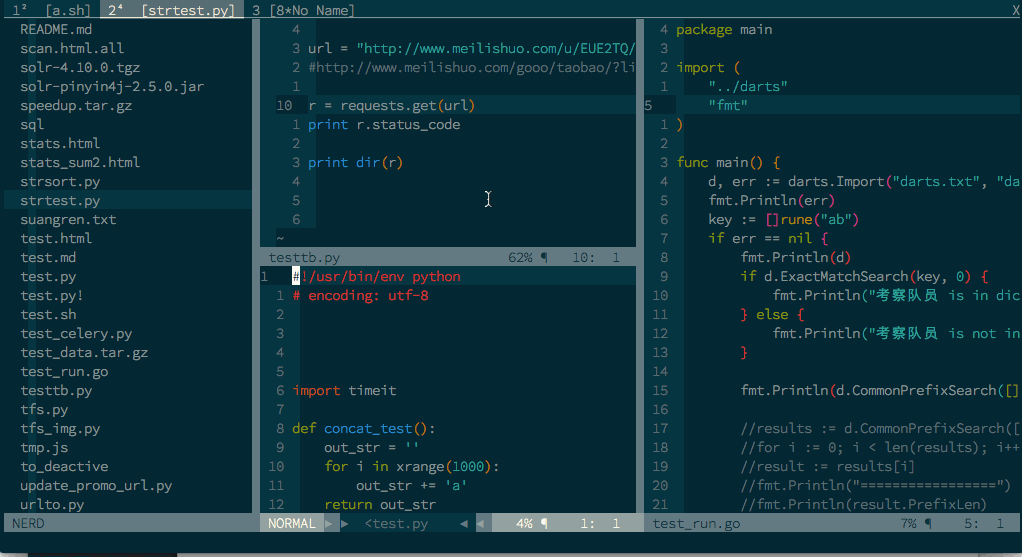 1² [a.sh] 2⁴ [strtest.py] 3 [8*No Name] X
README.md
scan.html.all
solr-4.10.0.tgz
solr-pinyin4j-2.5.0.jar
speedup.tar.gz
sql
stats.html
stats_sum2.html
strsort.py
strtest.py
suangren.txt
test.html
test.md
test.py
test.py!
test.sh
test_celery.py
test_data.tar.gz
test_run.go
testtb.py
tfs.py
tfs_img.py
tmp.js
to_deactive
update_promo_url.py
urlto.py
NERD
4
3 url = "http://www.meilishuo.com/u/EUE2TQ/
2 #http://www.meilishuo.com/gooo/taobao/?li
1
10 r = requests.get(url)
1 print r.status_code
2
3 print dir(r)
4
5
6
~
testtb.py 62% ¶ 10: 1
1 #!/usr/bin/env python
1 # encoding: utf-8
2
3
4
5
6 import timeit
7
8 def concat_test():
9 out_str = ''
10 for i in xrange(1000):
11 out_str += 'a'
12 return out_str
NORMAL <test.py 4% ¶ 1: 1
4 package main
3
2 import (
1 "../darts"
5 "fmt"
1 )
2
3 func main() {
4 d, err := darts.Import("darts.txt", "da
5 fmt.Println(err)
6 key := []rune("ab")
7 if err == nil {
8 fmt.Println(d)
9 if d.ExactMatchSearch(key, 0) {
10 fmt.Println("考察队员 is in dic
11 } else {
12 fmt.Println("考察队员 is not in
13 }
14
15 fmt.Println(d.CommonPrefixSearch([]
16
17 //results := d.CommonPrefixSearch([
18 //for i := 0; i < len(results); i++
19 //result := results[i]
20 //fmt.Println("=================")
21 //fmt.Println(result.PrefixLen)
test_run.go 7% ¶ 5: 1